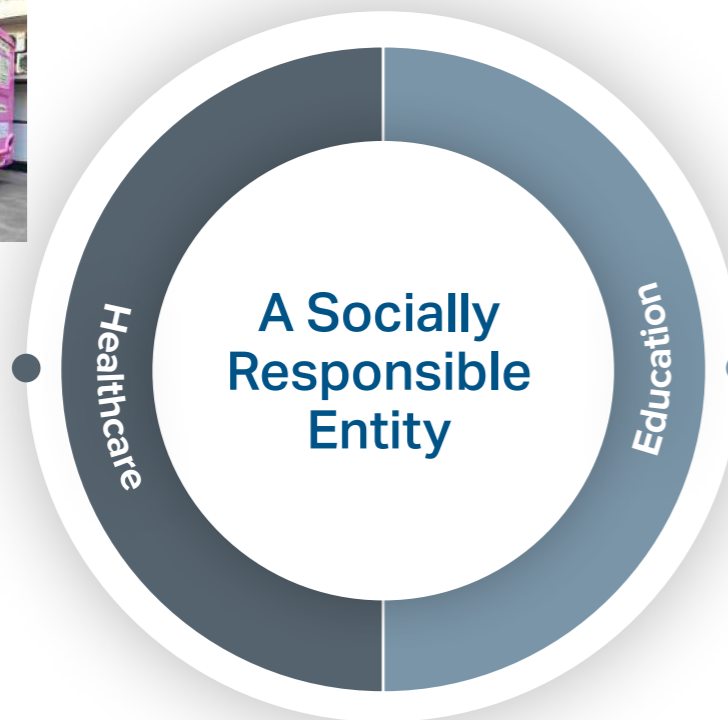 Healthcare
A Socially
Responsible
Entity
Education